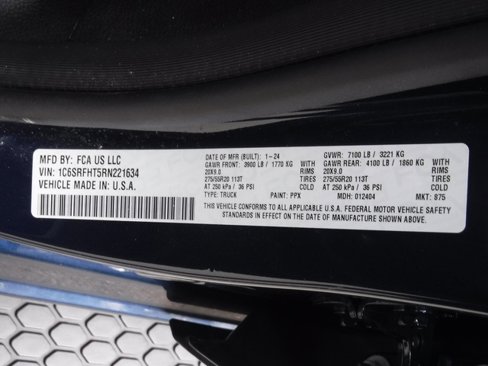 MFD BY: FCA US LLC
VIN: 1C6SRFHT5RN221634
VEHICLE MADE IN U.S.A.
DATE OF MFR (BUILT): 1-24 GVWR: 7100 LB / 3221 KG
GAWR FRONT: 3900 LB / 1770 KG WITH GAWR REAR: 4100 LB / 1860 KG WITH
20X9.0 RIMS 20X9.0 RIMS
275/55R20 113T TIRES 275/55R20 113T TIRES
AT 250 kPa / 36 PSI COLD AT 250 kPa / 36 PSI COLD
TYPE: TRUCK PAINT: PPX MDH: 012404 MKT: 875
THIS VEHICLE CONFORMS TO ALL APPLICABLE U.S.A. FEDERAL MOTOR VEHICLE SAFETY
STANDARDS IN EFFECT ON THE DATE OF MANUFACTURE SHOWN ABOVE.